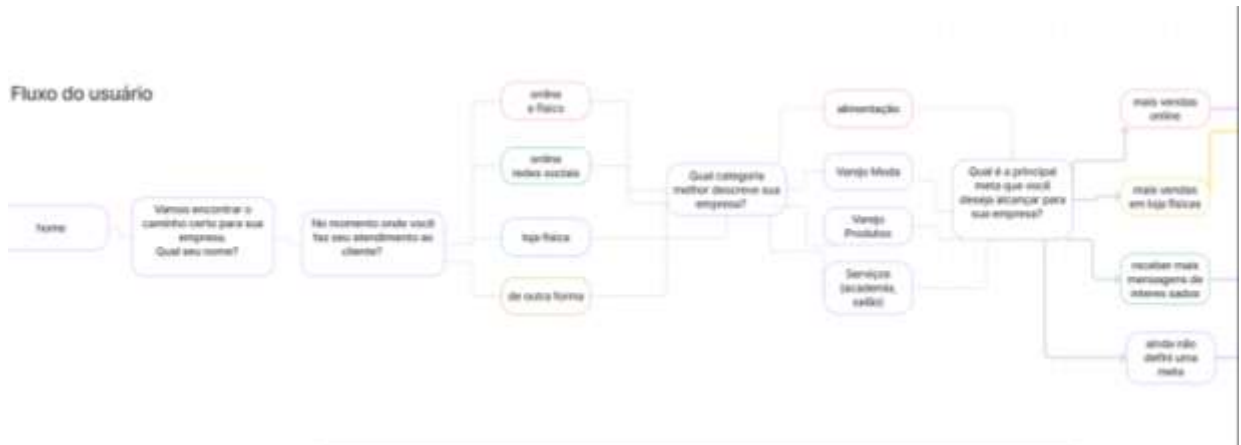 Fluxo do usuário
home
Vamos encontrar o
caminho certo para sua
empresa.
Qual seu nome?
No momento onde você
faz seu atendimento ao
cliente?
online
e físico
online
redes sociais
loja física
de outra forma
Qual categoria
melhor descreve sua
empresa?
alimentação
Varejo Moda
Varejo
Produtos
Serviços
(academia,
salão)
Qual é a principal
meta que você
deseja alcançar para
sua empresa?
mais vendas
online
mais vendas
em loja físicas
receber mais
mensagens de
interes sados
ainda não
defini uma
meta